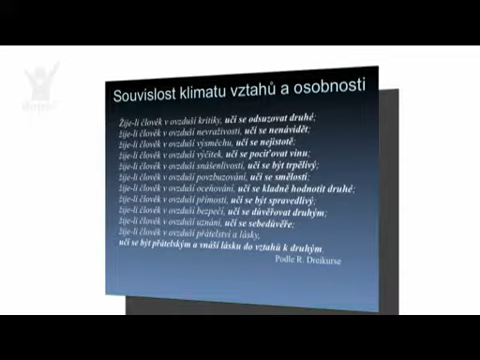 Souvislost klimatu vztahů a osobnosti
Žije-li člověk v ovzduší kritiky, učí se odsuzovat druhé;
žije-li člověk v ovzduší nevraživosti, učí se nenávidět;
žije-li člověk v ovzduší výsměchu, učí se nejistotě;
žije-li člověk v ovzduší výčitek, učí se pociťovat vinu;
žije-li člověk v ovzduší snášenlivosti, učí se být trpělivý;
žije-li člověk v ovzduší povzbuzování, učí se smělosti;
žije-li člověk v ovzduší oceňování, učí se kladně hodnotit druhé;
žije-li člověk v ovzduší přímosti, učí se být spravedlivý;
žije-li člověk v ovzduší bezpečí, učí se důvěřovat druhým;
žije-li člověk v ovzduší uznání, učí se sebedůvěře;
žije-li člověk v ovzduší přátelství a lásky,
učí se být přátelským a vnáší lásku do vztahů k druhým.
Podle R. Dreikurse